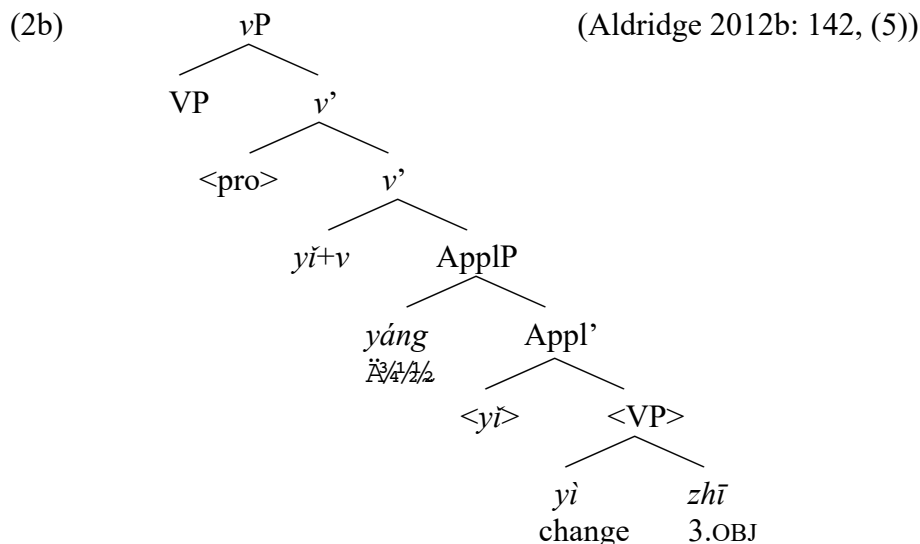 (2b) vP (Aldridge 2012b: 142, (5))
VP v’
<pro> v’
yǐ+v ApplP
yáng Appl’
<yǐ> <VP>
yì zhī
change 3.OBJ